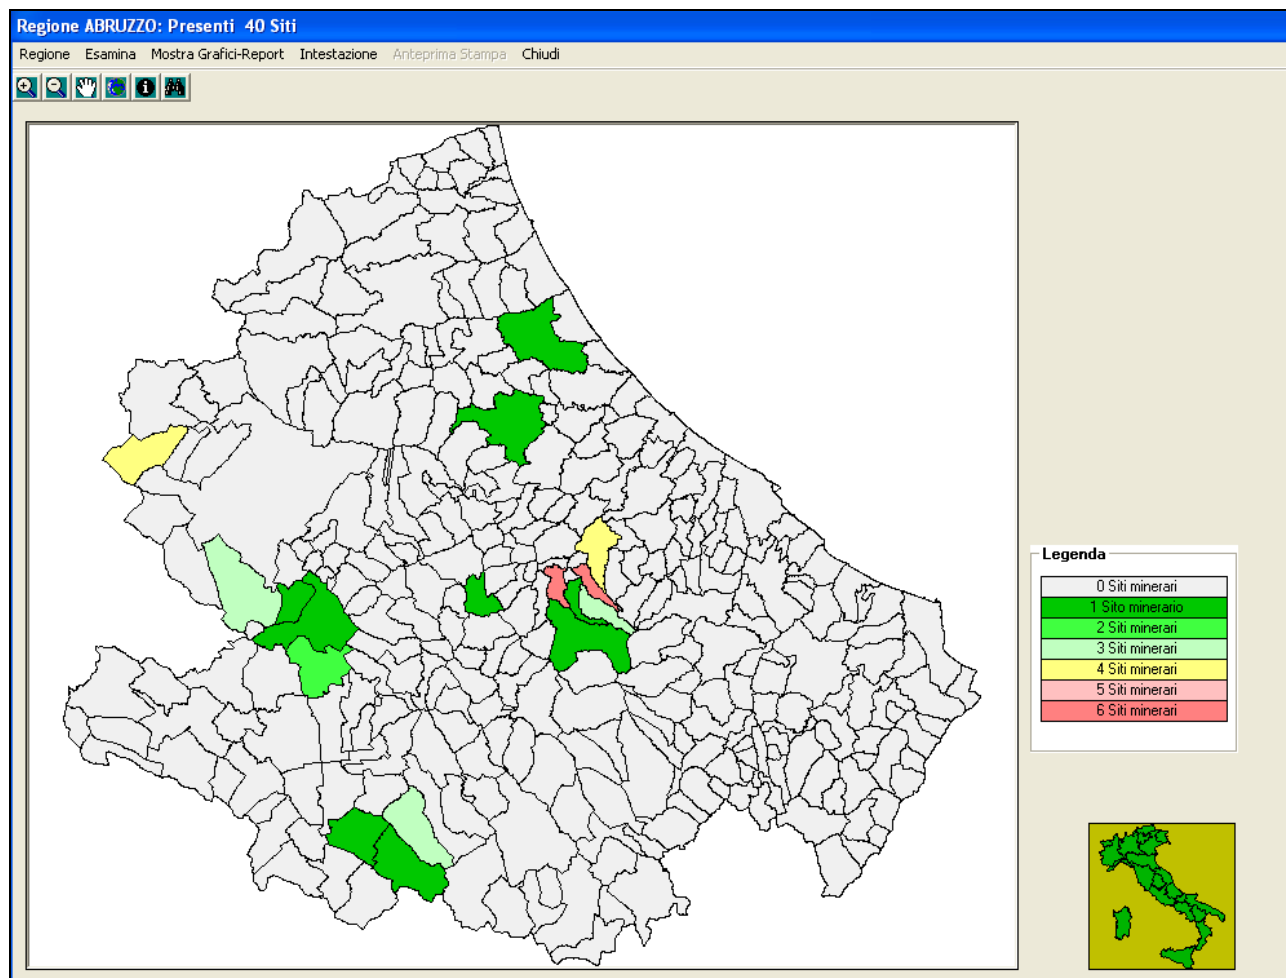 Regione ABRUZZO: Presenti 40 Siti
Regione Esamina Mostra Grafici-Report Intestazione Anteprima Stampa Chiudi
Legenda
0 Siti minerari
1 Sito minerario
2 Siti minerari
3 Siti minerari
4 Siti minerari
5 Siti minerari
6 Siti minerari